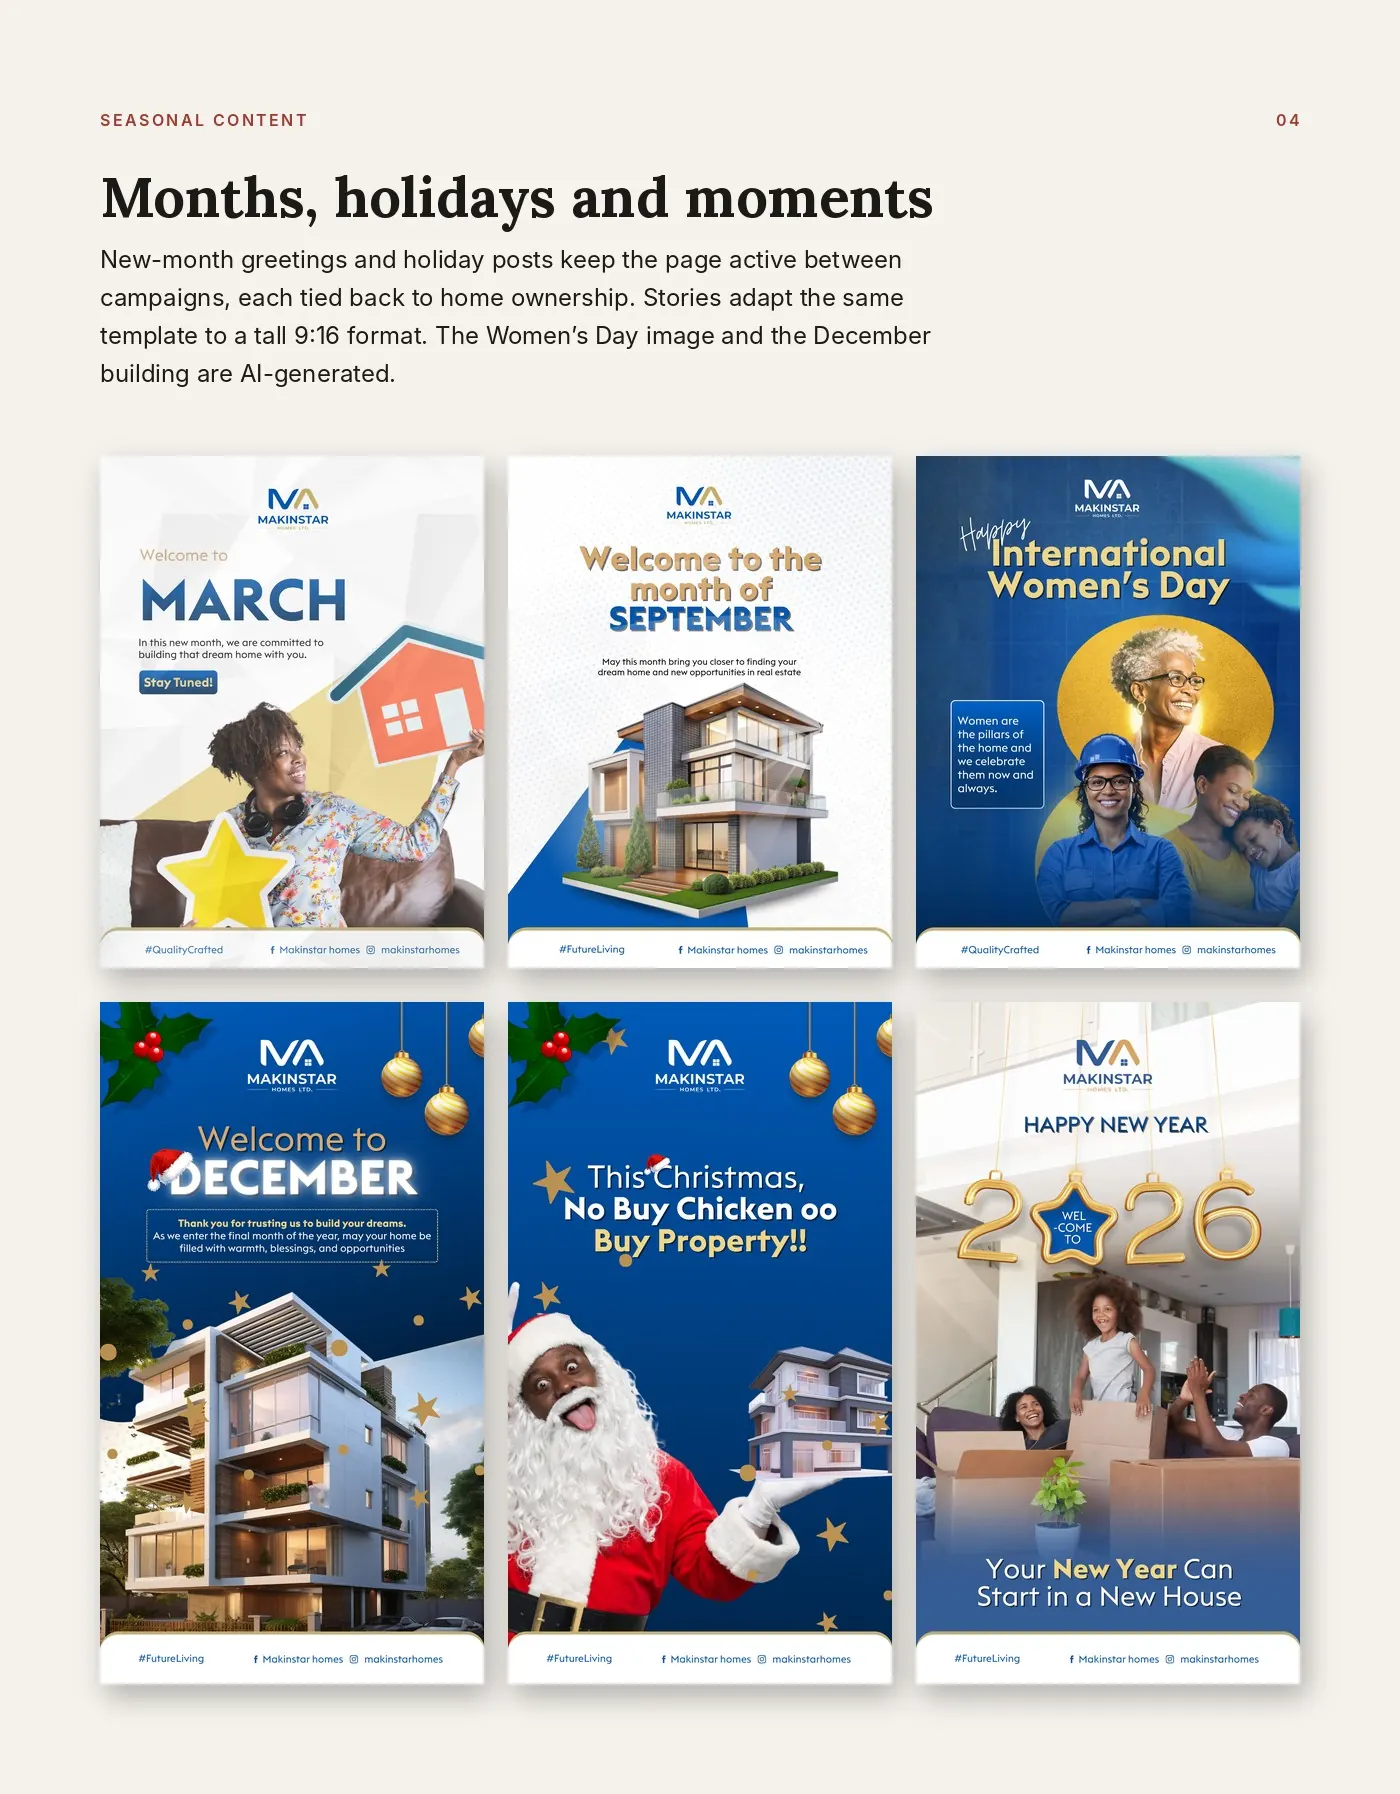 SEASONAL CONTENT
04
Months, holidays and moments
New-month greetings and holiday posts keep the page active between
campaigns, each tied back to home ownership. Stories adapt the same
template to a tall 9:16 format. The Women’s Day image and the December
building are AI-generated.
MAKINSTAR
HOMES LTD.
Welcome to
MARCH
In this new month, we are committed to
building that dream home with you.
Stay Tuned!
#QualityCrafted
Makinstar homes
makinstarhomes
MAKINSTAR
HOMES LTD.
Welcome to the
month of
SEPTEMBER
May this month bring you closer to finding your
dream home and new opportunities in real estate
#FutureLiving
Makinstar homes
makinstarhomes
MAKINSTAR
HOMES LTD.
Happy
International
Women’s Day
Women are
the pillars of
the home and
we celebrate
them now and
always.
#QualityCrafted
Makinstar homes
makinstarhomes
MAKINSTAR
HOMES LTD.
Welcome to
DECEMBER
Thank you for trusting us to build your dreams.
As we enter the final month of the year, may your home be
filled with warmth, blessings, and opportunities
#FutureLiving
Makinstar homes
makinstarhomes
MAKINSTAR
HOMES LTD.
This Christmas,
No Buy Chicken oo
Buy Property!!
#FutureLiving
Makinstar homes
makinstarhomes
MAKINSTAR
HOMES LTD.
HAPPY NEW YEAR
2026
WEL
-COME
TO
Your New Year Can
Start in a New House
#FutureLiving
Makinstar homes
makinstarhomes